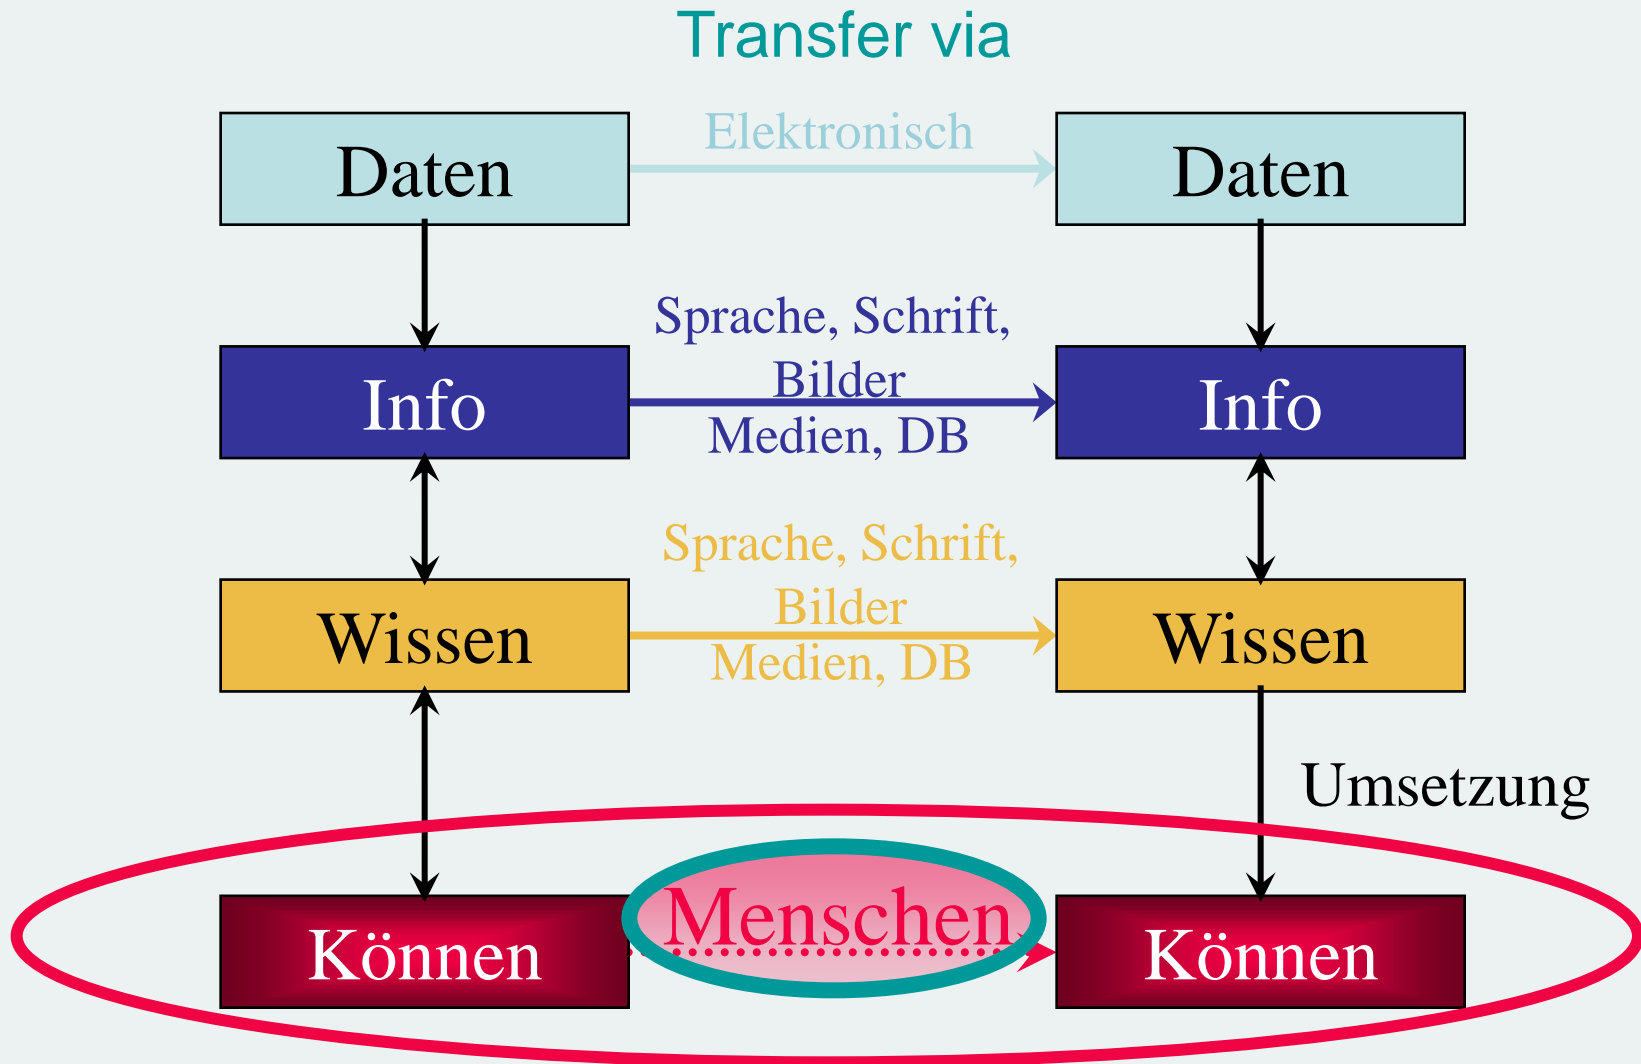 Transfer via
Daten
Elektronisch
Daten
Sprache, Schrift,
Bilder
Info
Info
Medien, DB
Sprache, Schrift,
Bilder
Wissen
Wissen
Medien, DB
Umsetzung
Menschen
Können
Können